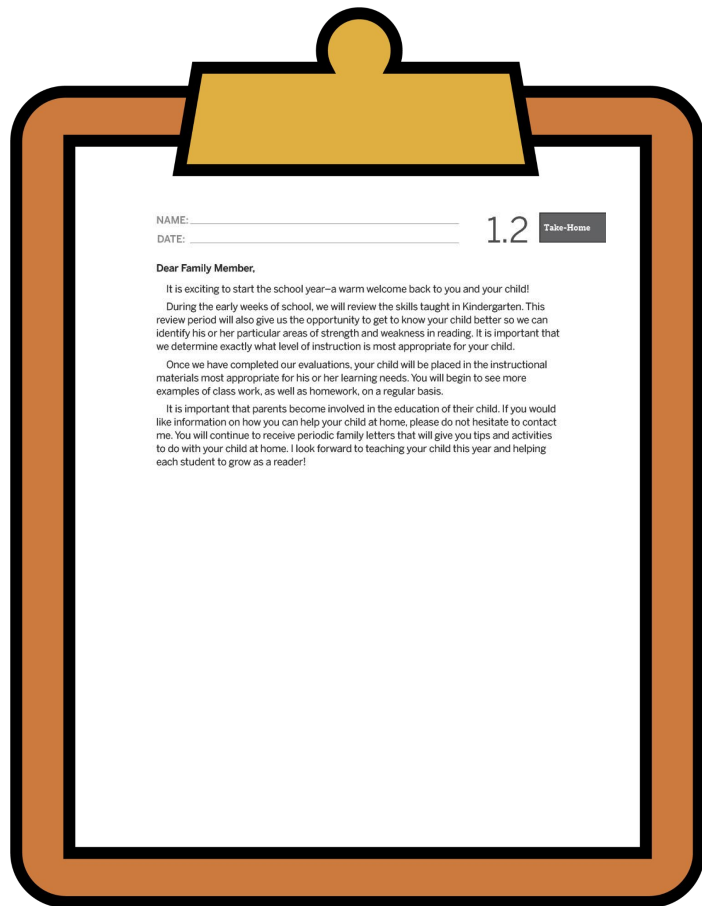 NAME:
1.2 Take-Home
DATE:
Dear Family Member,
It is exciting to start the school year–a warm welcome back to you and your child!
During the early weeks of school, we will review the skills taught in Kindergarten. This
review period will also give us the opportunity to get to know your child better so we can
identify his or her particular areas of strength and weakness in reading. It is important that
we determine exactly what level of instruction is most appropriate for your child.
Once we have completed our evaluations, your child will be placed in the instructional
materials most appropriate for his or her learning needs. You will begin to see more
examples of class work, as well as homework, on a regular basis.
It is important that parents become involved in the education of their child. If you would
like information on how you can help your child at home, please do not hesitate to contact
me. You will continue to receive periodic family letters that will give you tips and activities
to do with your child at home. I look forward to teaching your child this year and helping
each student to grow as a reader!